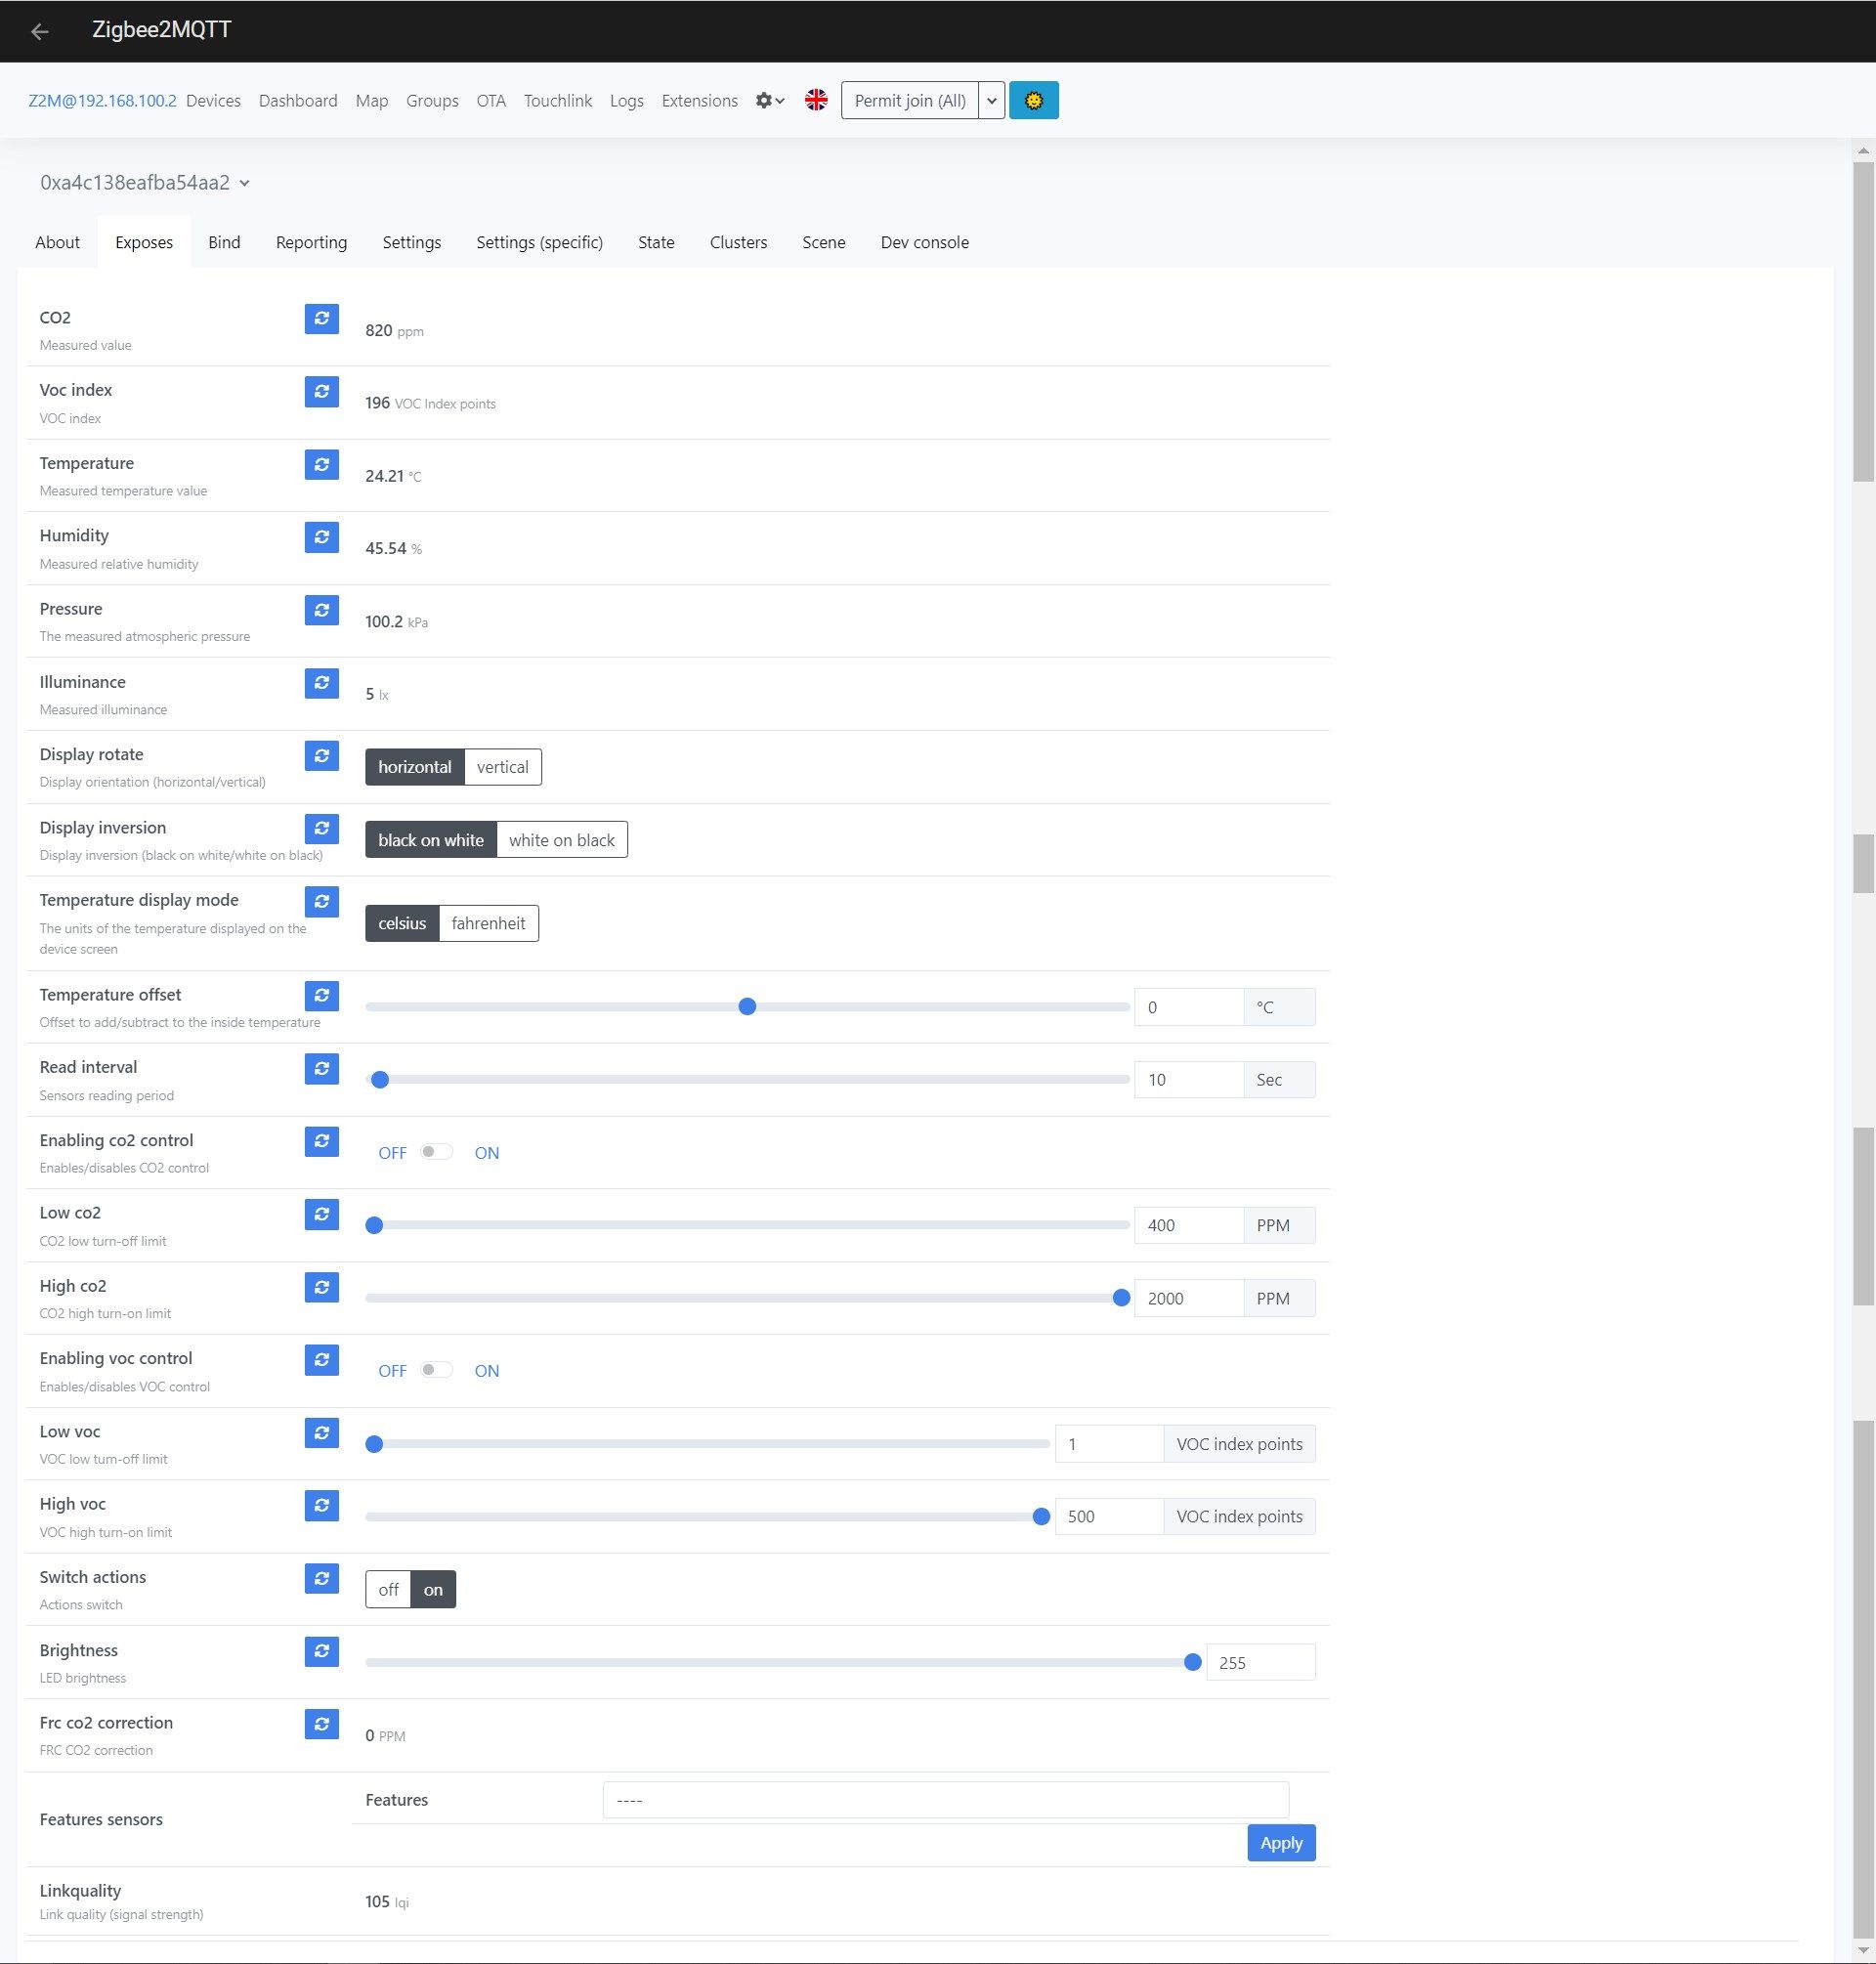 Zigbee2MQTT
Z2M@192.168.100.2 Devices Dashboard Map Groups OTA Touchlink Logs Extensions Permit join (All)
0xa4c138eafba54aa2
About Exposes Bind Reporting Settings Settings (specific) State Clusters Scene Dev console
CO2
Measured value
820 ppm
Voc index
VOC index
196 VOC Index points
Temperature
Measured temperature value
24.21 °C
Humidity
Measured relative humidity
45.54 %
Pressure
The measured atmospheric pressure
100.2 kPa
Illuminance
Measured illuminance
5 lx
Display rotate
Display orientation (horizontal/vertical)
horizontal vertical
Display inversion
Display inversion (black on white/white on black)
black on white white on black
Temperature display mode
The units of the temperature displayed on the
device screen
celsius fahrenheit
Temperature offset
Offset to add/subtract to the inside temperature
0 °C
Read interval
Sensors reading period
10 Sec
Enabling co2 control
Enables/disables CO2 control
OFF ON
Low co2
CO2 low turn-off limit
400 PPM
High co2
CO2 high turn-on limit
2000 PPM
Enabling voc control
Enables/disables VOC control
OFF ON
Low voc
VOC low turn-off limit
1 VOC index points
High voc
VOC high turn-on limit
500 VOC index points
Switch actions
Actions switch
off on
Brightness
LED brightness
255
Frc co2 correction
FRC CO2 correction
0 PPM
Features sensors
Features ----
Apply
Linkquality
Link quality (signal strength)
105 lqi